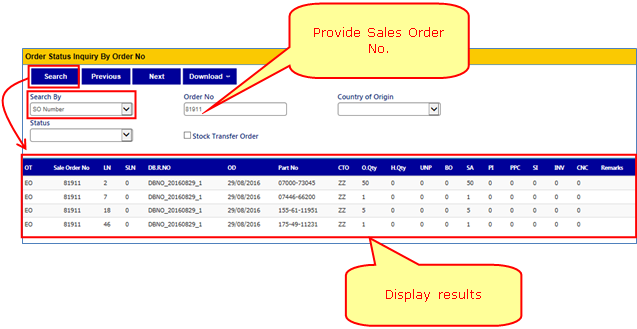 Provide Sales Order
No.
Order Status Inquiry By Order No
Search Previous Next Download
Search By Order No Country of Origin
SO Number 81911
Status
Stock Transfer Order
OT Sale Order No LN SLN DB.R.NO OD Part No CTO O.Qty H.Qty UNP BO SA PI PPC SI INV CNC Remarks
EO 81911 2 0 DBNO_20160829_1 29/08/2016 07000-73045 ZZ 50 0 0 0 50 0 0 0 0 0
EO 81911 7 0 DBNO_20160829_1 29/08/2016 07446-66200 ZZ 1 0 0 0 1 0 0 0 0 0
EO 81911 18 0 DBNO_20160829_1 29/08/2016 155-61-11951 ZZ 5 0 0 0 5 0 0 0 0 0
EO 81911 46 0 DBNO_20160829_1 29/08/2016 175-49-11231 ZZ 1 0 0 0 1 0 0 0 0 0
Display results